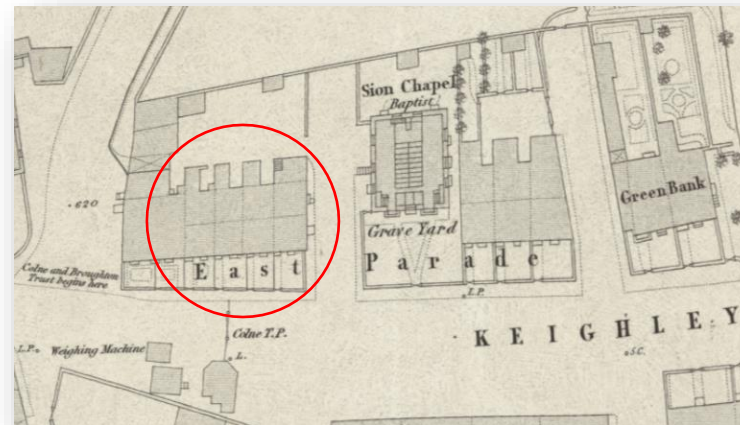 Sion Chapel
Baptist
Green Bank
.620
Grave Yard
East Parade
Colne and Broughton
Trust begins here
L.P.
Colne T.P.
KEIGHLEY
L.P.
Weighing Machine
L.
S.C.